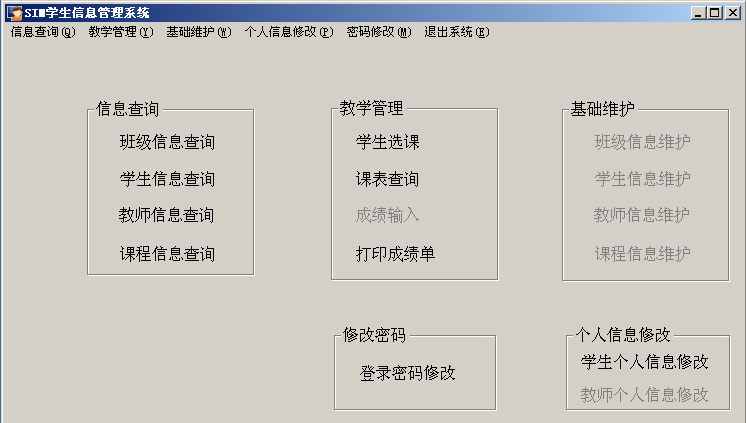 SIM学生信息管理系统
信息查询(Q) 教学管理(Y) 基础维护(W) 个人信息修改(P) 密码修改(M) 退出系统(E)
信息查询
班级信息查询
学生信息查询
教师信息查询
课程信息查询
教学管理
学生选课
课表查询
成绩输入
打印成绩单
基础维护
班级信息维护
学生信息维护
教师信息维护
课程信息维护
修改密码
登录密码修改
个人信息修改
学生个人信息修改
教师个人信息修改